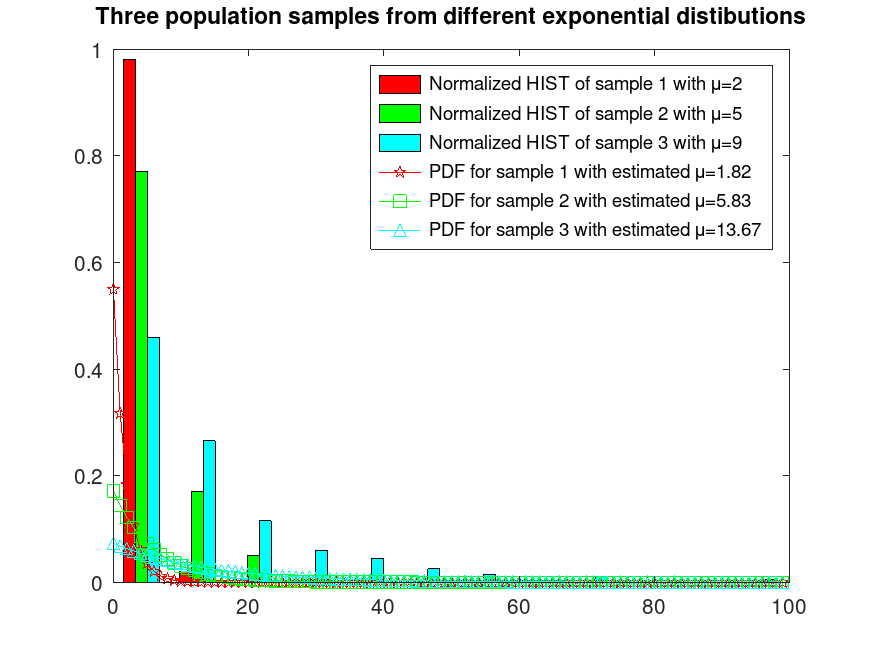 Three population samples from different exponential distibutions
1
0.8
0.6
0.4
0.2
0
0
20
40
60
80
100
Normalized HIST of sample 1 with µ=2
Normalized HIST of sample 2 with µ=5
Normalized HIST of sample 3 with µ=9
PDF for sample 1 with estimated µ=1.82
PDF for sample 2 with estimated µ=5.83
PDF for sample 3 with estimated µ=13.67